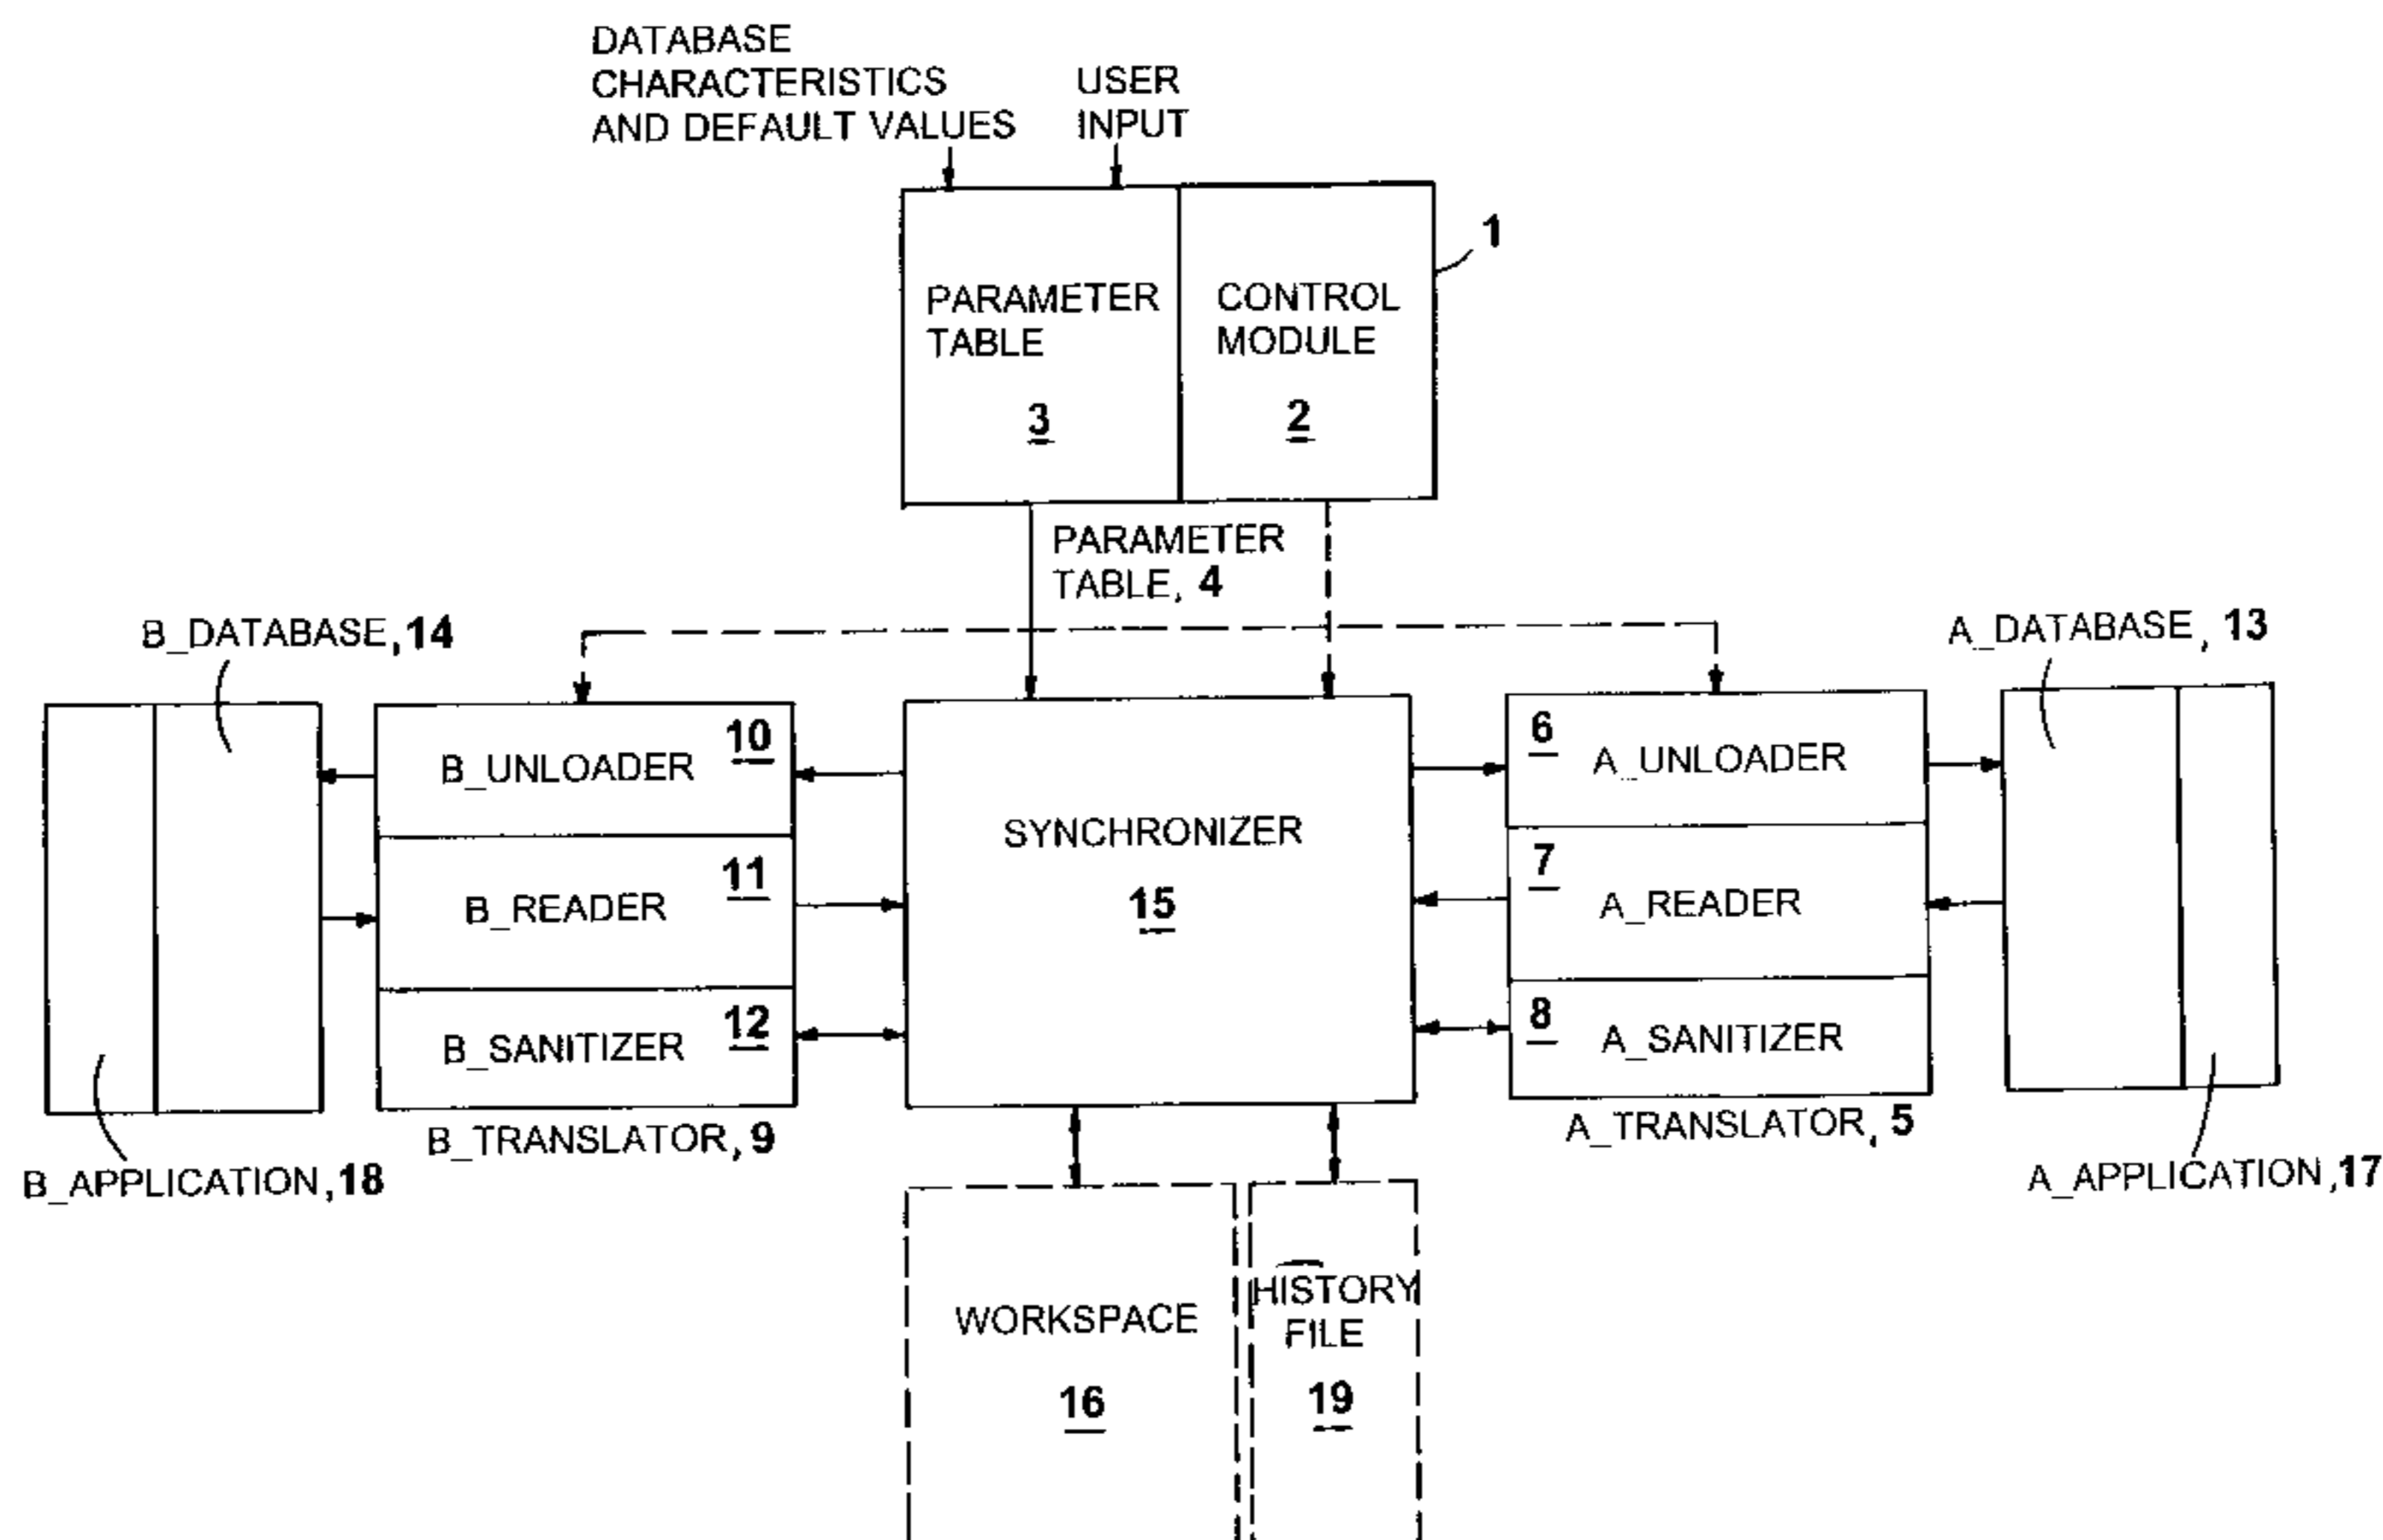 DATABASE
CHARACTERISTICS
AND DEFAULT VALUES
USER
INPUT
1
PARAMETER
TABLE
3
CONTROL
MODULE
2
PARAMETER
TABLE, 4
B_DATABASE, 14
A_DATABASE, 13
B_UNLOADER 10
B_READER 11
B_SANITIZER 12
SYNCHRONIZER
15
6 A_UNLOADER
7 A_READER
8 A_SANITIZER
B_TRANSLATOR, 9
A_TRANSLATOR, 5
B_APPLICATION, 18
A_APPLICATION, 17
WORKSPACE
16
HISTORY
FILE
19